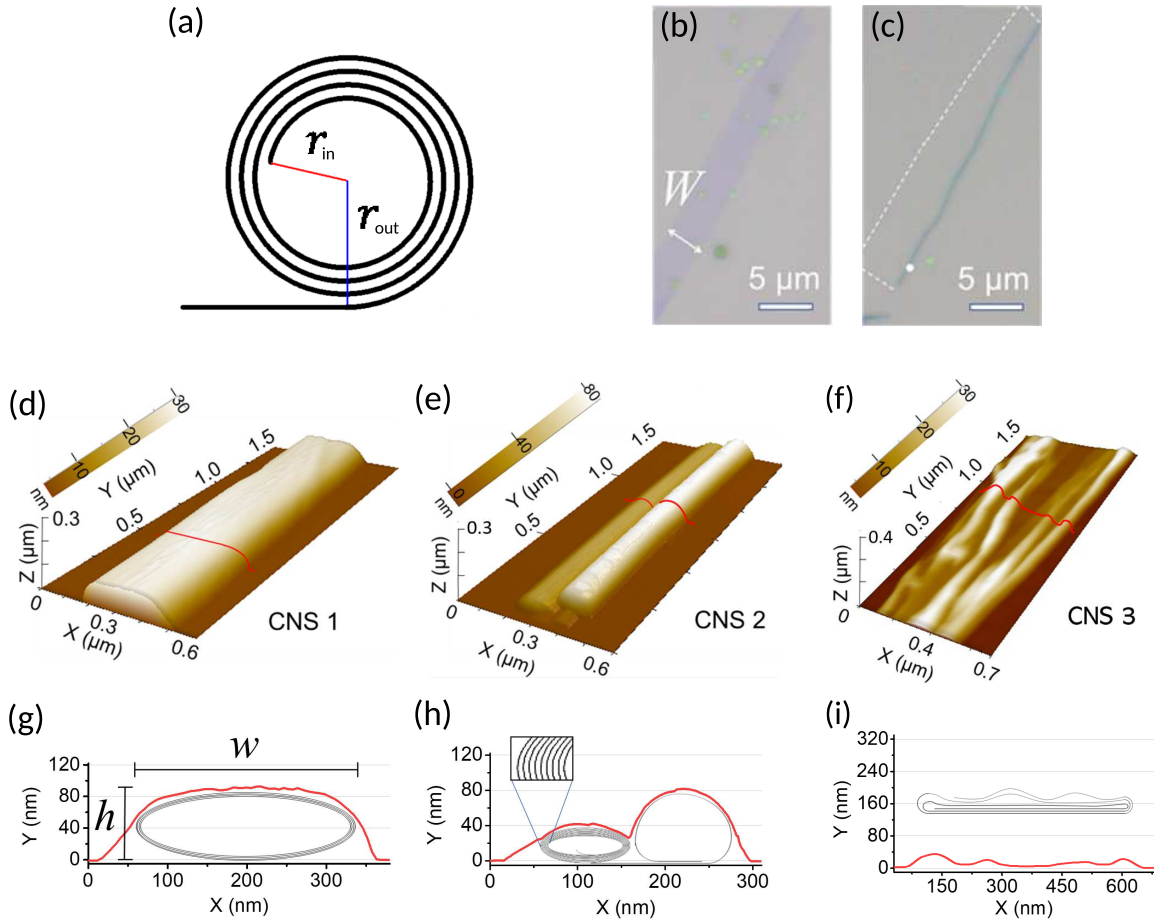 (a)
r in
r out
(b)
W
5 μm
(c)
5 μm
(d)
30
20
10
nm
1.5
1.0
0.5
Y (μm)
0.3
Z (μm)
0
0.3
0.6
X (μm)
CNS 1
(e)
80
40
0
nm
1.5
1.0
0.5
Y (μm)
0.3
Z (μm)
0
0.3
0.6
X (μm)
CNS 2
(f)
30
20
10
nm
1.5
1.0
0.5
Y (μm)
0.4
Z (μm)
0
0.4
0.7
X (μm)
CNS 3
(g)
w
h
120
80
40
0
Y (nm)
0 100 200 300
X (nm)
(h)
120
80
40
0
Y (nm)
0 100 200 300
X (nm)
(i)
320
240
160
80
0
Y (nm)
150 300 450 600
X (nm)